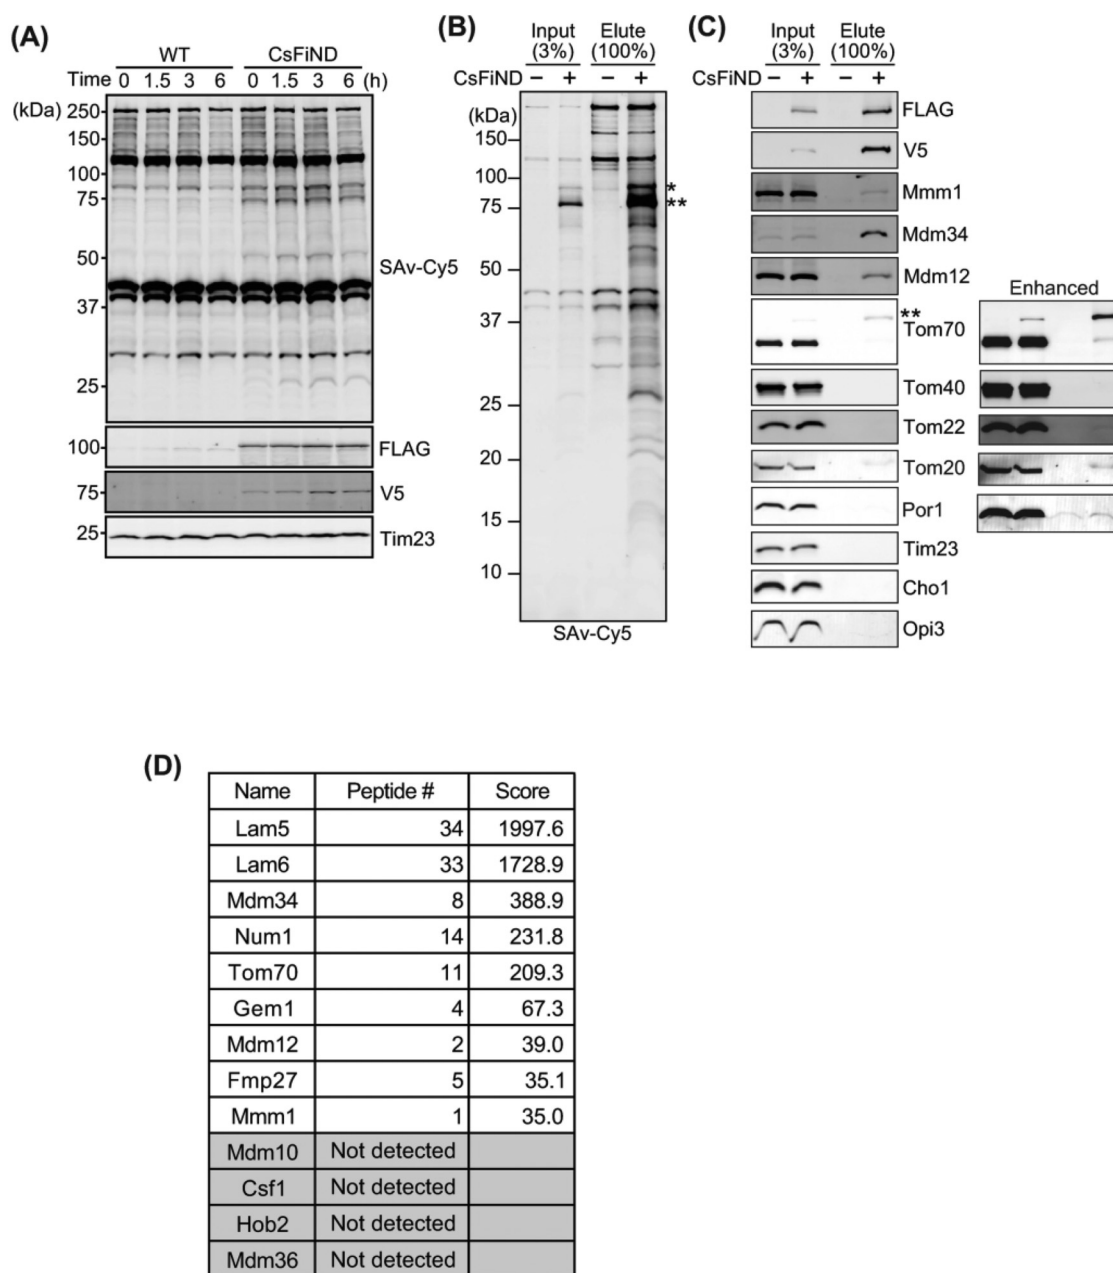 (A)
WT CsFiND
Time 0 1.5 3 6 0 1.5 3 6 (h)
(kDa)
250
150
100
75
50
37
25
SAv-Cy5
100 FLAG
75 V5
25 Tim23
(B)
Input Elute
(3%) (100%)
CsFiND − + − +
(kDa)
150
100 *
75 **
50
37
25
20
15
10
SAv-Cy5
(C)
Input Elute
(3%) (100%)
CsFiND − + − +
FLAG
V5
Mmm1
Mdm34
Mdm12
Enhanced
**
Tom70
Tom40
Tom22
Tom20
Por1
Tim23
Cho1
Opi3
(D)
Name Peptide # Score
Lam5 34 1997.6
Lam6 33 1728.9
Mdm34 8 388.9
Num1 14 231.8
Tom70 11 209.3
Gem1 4 67.3
Mdm12 2 39.0
Fmp27 5 35.1
Mmm1 1 35.0
Mdm10 Not detected
Csf1 Not detected
Hob2 Not detected
Mdm36 Not detected